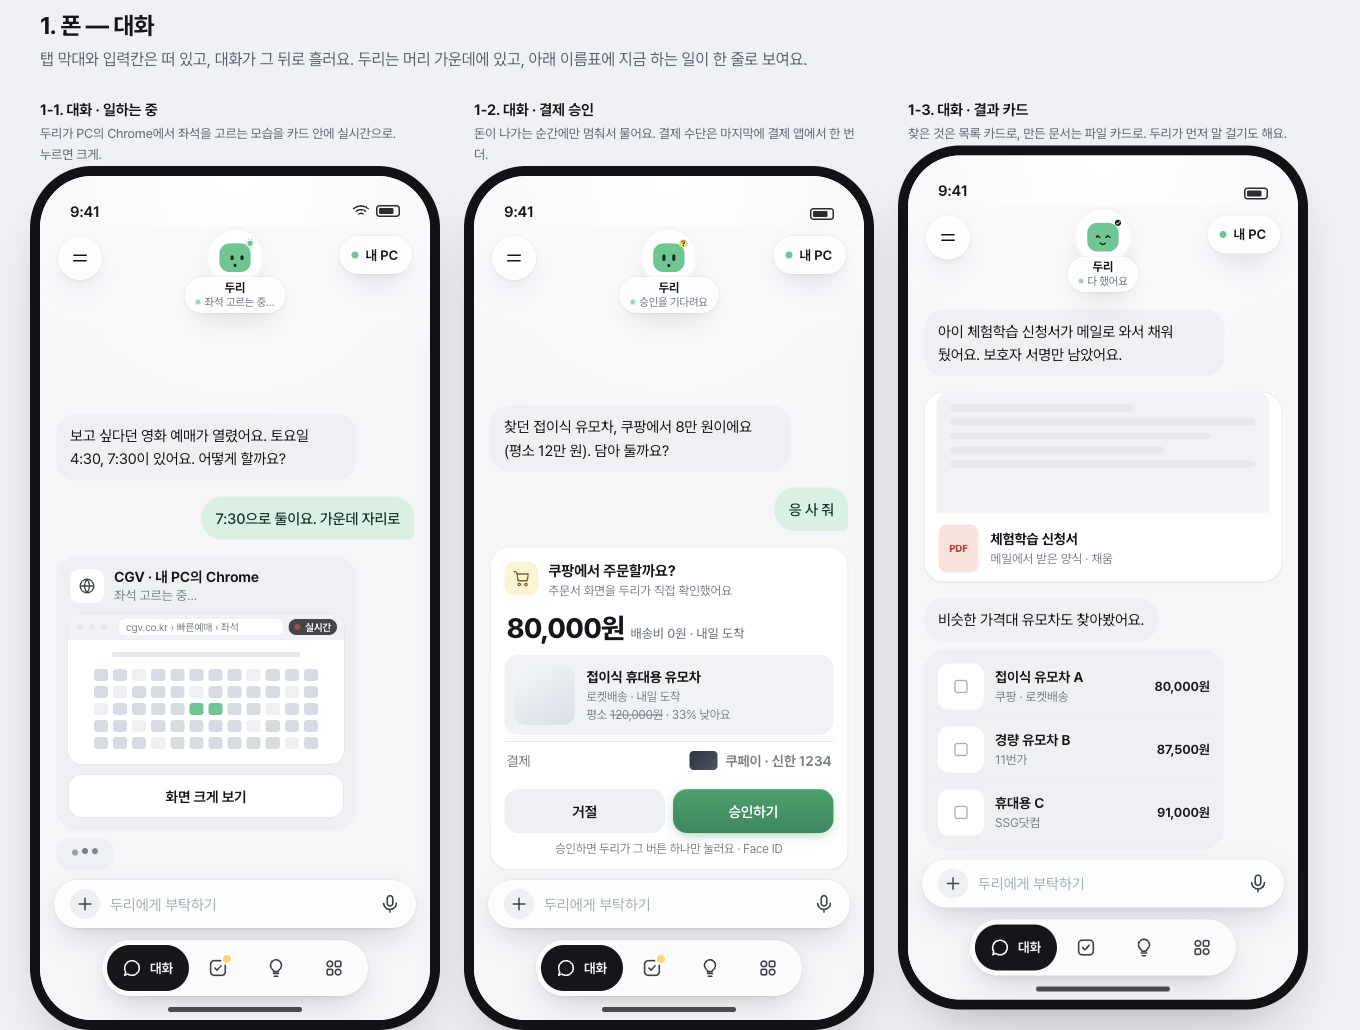 1. 폰 — 대화
탭 막대와 입력칸은 떠 있고, 대화가 그 뒤로 흘러요. 두리는 머리 가운데에 있고, 아래 이름표에 지금 하는 일이 한 줄로 보여요.
1-1. 대화 · 일하는 중
두리가 PC의 Chrome에서 좌석을 고르는 모습을 카드 안에 실시간으로.
누르면 크게.
9:41
내 PC
두리
좌석 고르는 중...
보고 싶다던 영화 예매가 열렸어요. 토요일
4:30, 7:30이 있어요. 어떻게 할까요?
7:30으로 둘이요. 가운데 자리로
CGV · 내 PC의 Chrome
좌석 고르는 중...
cgv.co.kr › 빠른예매 › 좌석
실시간
화면 크게 보기
두리에게 부탁하기
대화
1-2. 대화 · 결제 승인
돈이 나가는 순간에만 멈춰서 물어요. 결제 수단은 마지막에 결제 앱에서 한 번
더.
9:41
?
내 PC
두리
승인을 기다려요
찾던 접이식 유모차, 쿠팡에서 8만 원이에요
(평소 12만 원). 담아 둘까요?
응 사 줘
쿠팡에서 주문할까요?
주문서 화면을 두리가 직접 확인했어요
80,000원 배송비 0원 · 내일 도착
접이식 휴대용 유모차
로켓배송 · 내일 도착
평소 120,000원 · 33% 낮아요
결제
쿠페이 · 신한 1234
거절
승인하기
승인하면 두리가 그 버튼 하나만 눌러요 · Face ID
두리에게 부탁하기
대화
1-3. 대화 · 결과 카드
찾은 것은 목록 카드로, 만든 문서는 파일 카드로. 두리가 먼저 말 걸기도 해요.
9:41
내 PC
두리
다 했어요
아이 체험학습 신청서가 메일로 와서 채워
뒀어요. 보호자 서명만 남았어요.
PDF
체험학습 신청서
메일에서 받은 양식 · 채움
비슷한 가격대 유모차도 찾아봤어요.
접이식 유모차 A
쿠팡 · 로켓배송
80,000원
경량 유모차 B
11번가
87,500원
휴대용 C
SSG닷컴
91,000원
두리에게 부탁하기
대화